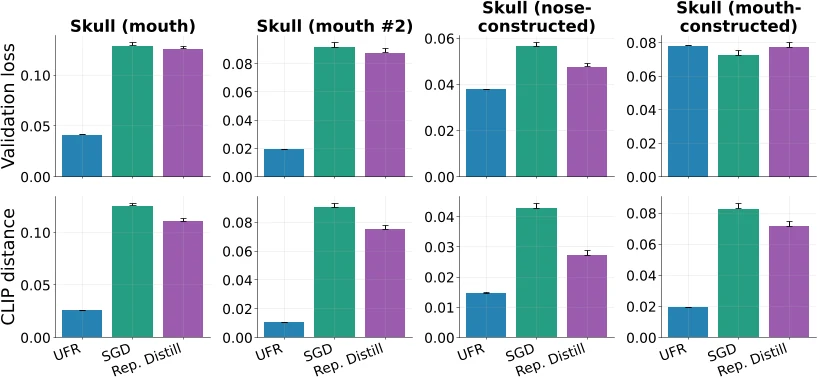 Skull (mouth)
Skull (mouth #2)
Skull (nose-
constructed)
Skull (mouth-
constructed)
Validation loss
0.10
0.05
0.00
0.08
0.06
0.04
0.02
0.00
0.06
0.04
0.02
0.00
0.08
0.06
0.04
0.02
0.00
CLIP distance
0.10
0.05
0.00
0.08
0.06
0.04
0.02
0.00
0.04
0.03
0.02
0.01
0.00
0.08
0.06
0.04
0.02
0.00
UFR
SGD
Rep. Distill
UFR
SGD
Rep. Distill
UFR
SGD
Rep. Distill
UFR
SGD
Rep. Distill